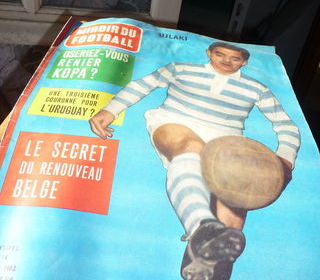 MIROIR DU
FOOTBALL
UJLAKI
OSERIEZ-VOUS
RENIER
KOPA ?
UNE TROISIÈME
COURONNE POUR
L'URUGUAY ?
LE SECRET
DU RENOUVEAU
BELGE